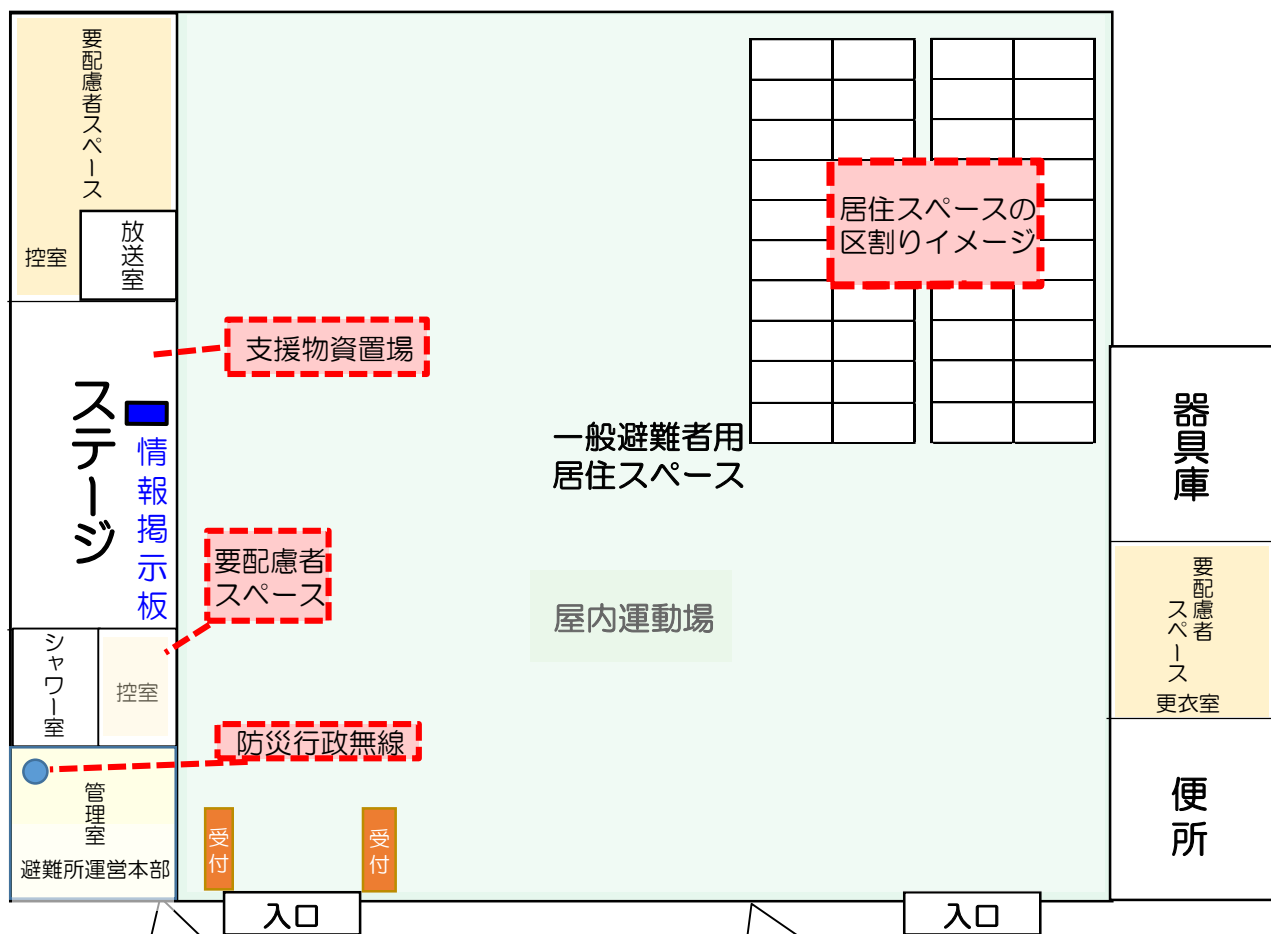 要配慮者スペース
控室
放送室
居住スペースの
区割りイメージ
支援物資置場
ステージ
情報掲示板
一般避難者用
居住スペース
器具庫
要配慮者
スペース
屋内運動場
要配慮者
スペース
更衣室
シャワー室
控室
防災行政無線
管理室
避難所運営本部
受付
受付
便所
入口
入口